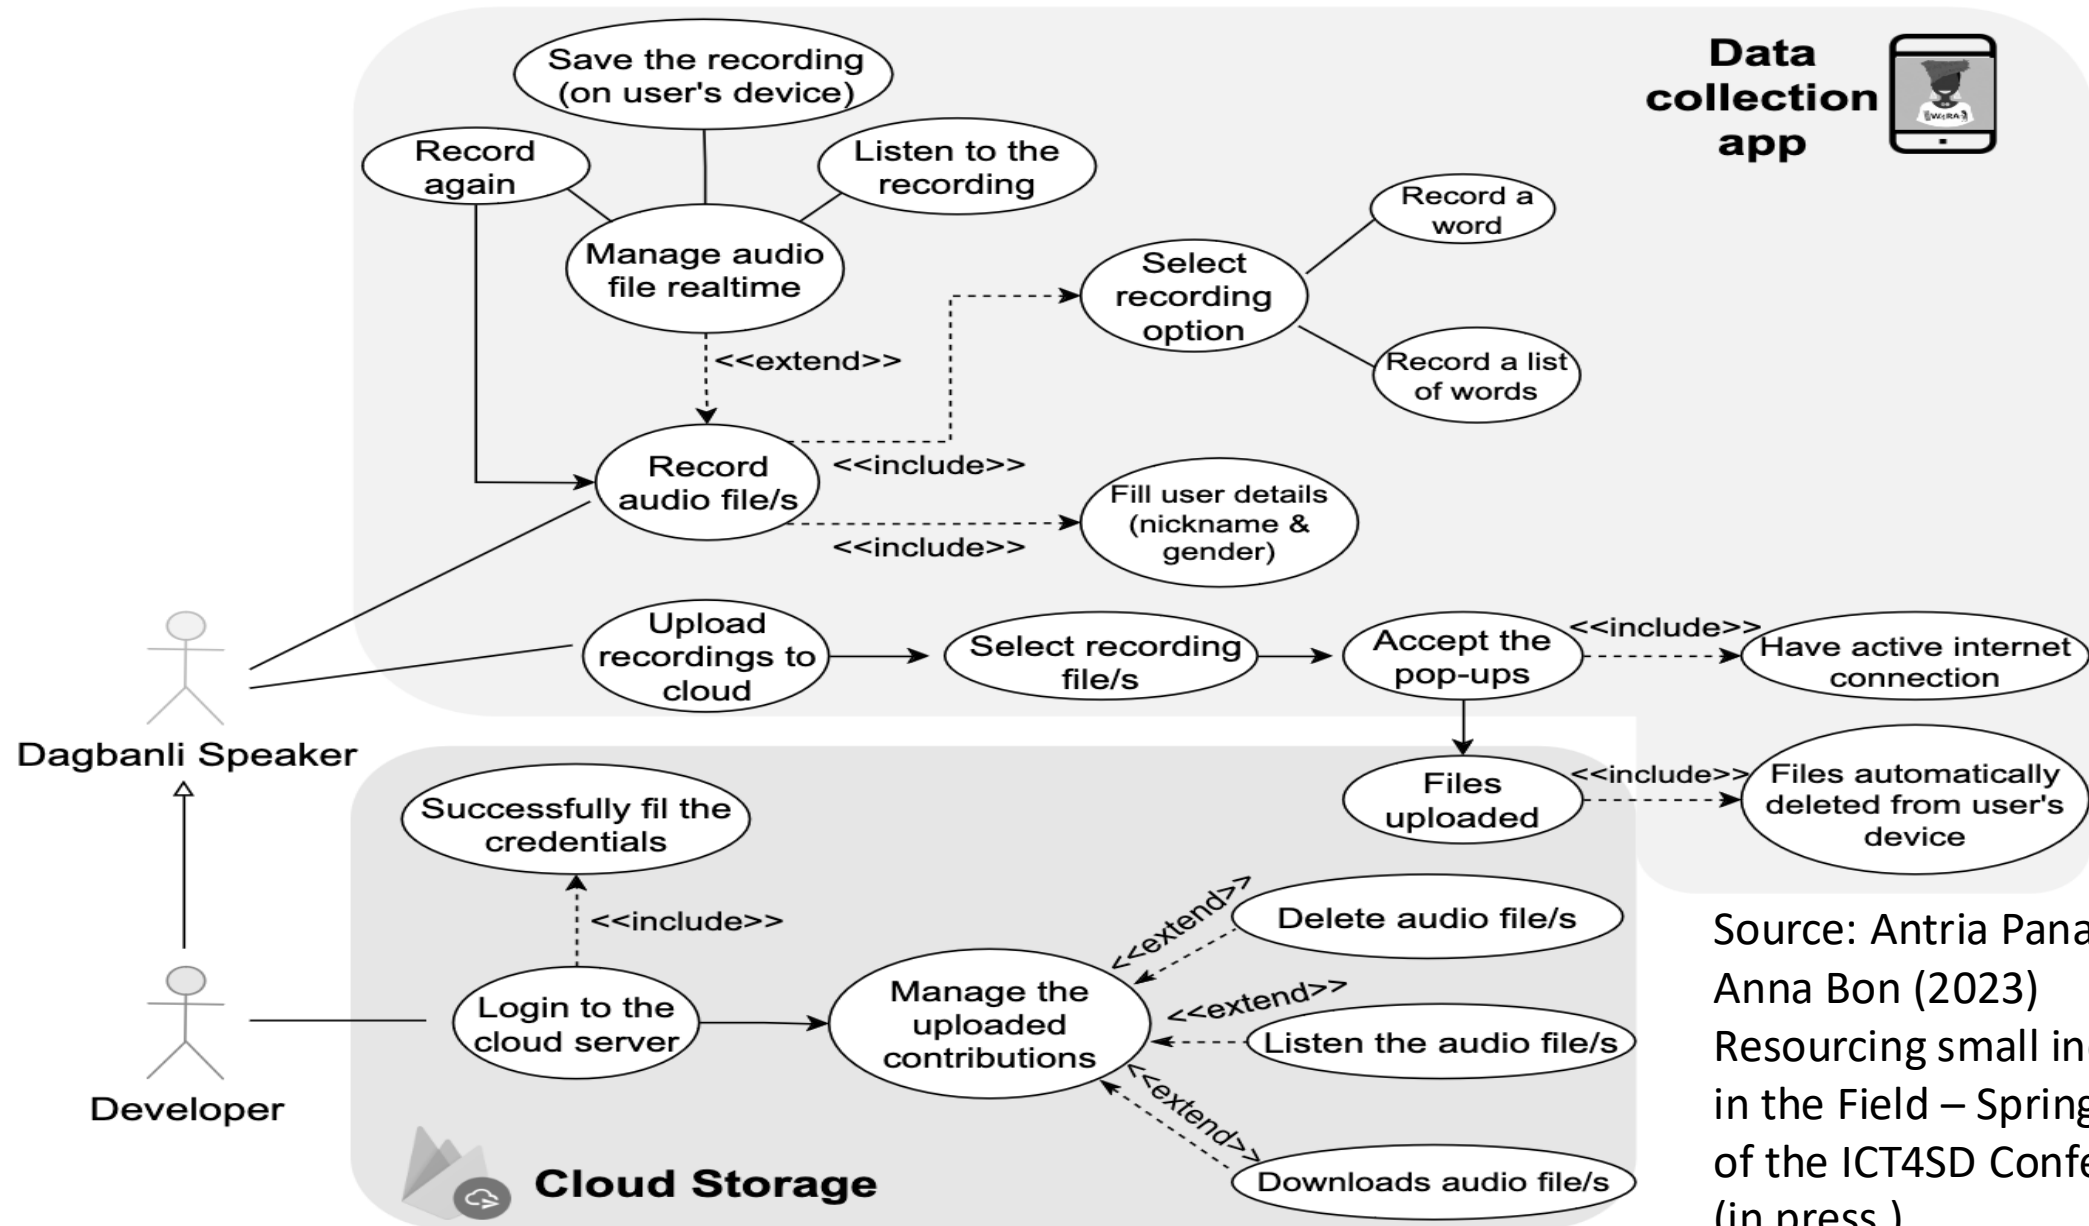 Data
collection
app
WɛRA
Save the recording
(on user's device)
Record
again
Listen to the
recording
Manage audio
file realtime
<<extend>>
Select
recording
option
Record a
word
Record a list
of words
Record
audio file/s
<<include>>
<<include>>
Fill user details
(nickname &
gender)
Upload
recordings to
cloud
Select recording
file/s
Accept the
pop-ups
<<include>>
Have active internet
connection
Dagbanli Speaker
Files
uploaded
<<include>>
Files automatically
deleted from user's
device
Successfully fil the
credentials
<<include>>
Login to the
cloud server
Manage the
uploaded
contributions
<<extend>>
Delete audio file/s
<<extend>>
Listen the audio file/s
<<extend>>
Downloads audio file/s
Developer
Cloud Storage
Source: Antria Pana
Anna Bon (2023)
Resourcing small in
in the Field – Spring
of the ICT4SD Confe
(in press )